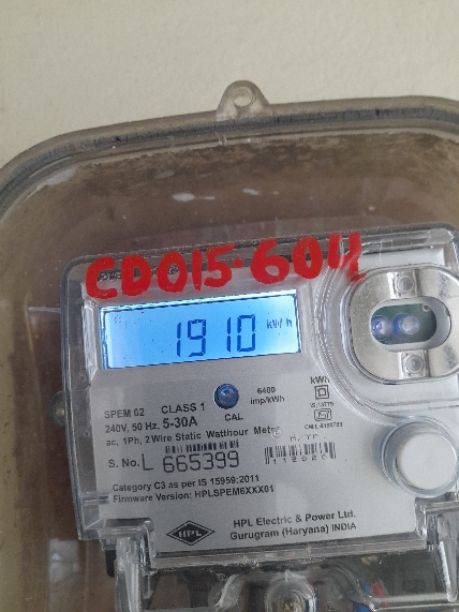 CD015-604
1910 kWh
SPEM 02 CLASS 1
240V, 50 Hz. 5-30A
CAL
6400
imp/kWh
kWh
ac, 1Ph, 2 Wire Static Watthour Meter
S. No. L 665399
Category C3 as per IS 15959:2011
Firmware Version: HPLSPEM6XXX01
HPL
HPL Electric & Power Ltd.
Gurugram (Haryana) INDIA